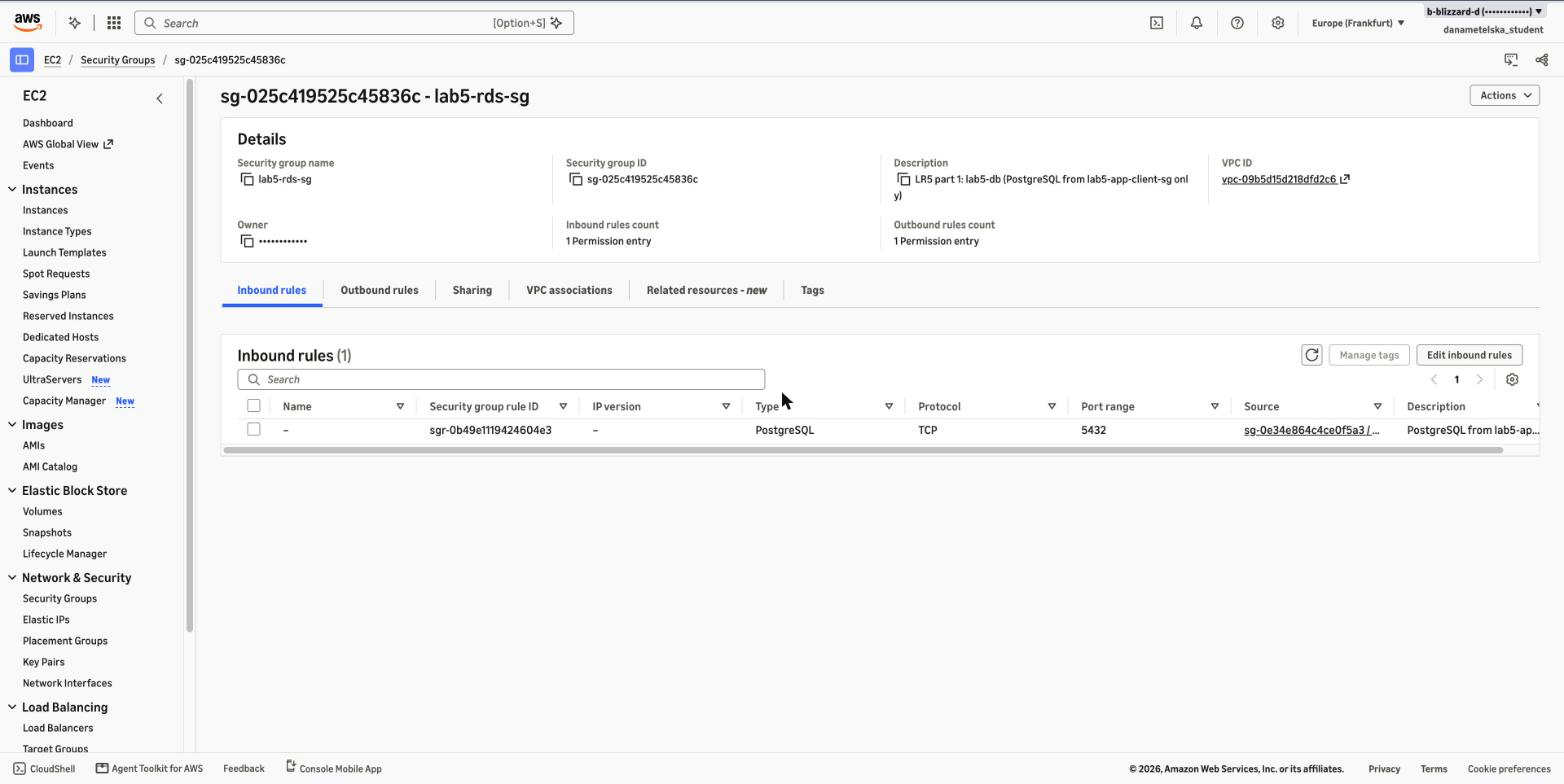 aws
Search [Option+S]
Europe (Frankfurt)
b-blizzard-d (••••••••••••)
danametelska_student
EC2 / Security Groups / sg-025c419525c45836c
EC2
Dashboard
AWS Global View
Events
Instances
Instances
Instance Types
Launch Templates
Spot Requests
Savings Plans
Reserved Instances
Dedicated Hosts
Capacity Reservations
UltraServers New
Capacity Manager New
Images
AMIs
AMI Catalog
Elastic Block Store
Volumes
Snapshots
Lifecycle Manager
Network & Security
Security Groups
Elastic IPs
Placement Groups
Key Pairs
Network Interfaces
Load Balancing
Load Balancers
Target Groups
sg-025c419525c45836c - lab5-rds-sg
Actions
Details
Security group name
lab5-rds-sg
Security group ID
sg-025c419525c45836c
Description
LR5 part 1: lab5-db (PostgreSQL from lab5-app-client-sg onl
y)
VPC ID
vpc-09b5d15d218dfd2c6
Owner
••••••••••••
Inbound rules count
1 Permission entry
Outbound rules count
1 Permission entry
Inbound rules Outbound rules Sharing VPC associations Related resources - new Tags
Inbound rules (1)
Manage tags Edit inbound rules
Search
1
Name Security group rule ID IP version Type Protocol Port range Source Description
– sgr-0b49e1119424604e3 – PostgreSQL TCP 5432 sg-0e34e864c4ce0f5a3 / ... PostgreSQL from lab5-ap...
CloudShell Agent Toolkit for AWS Feedback Console Mobile App
© 2026, Amazon Web Services, Inc. or its affiliates. Privacy Terms Cookie preferences